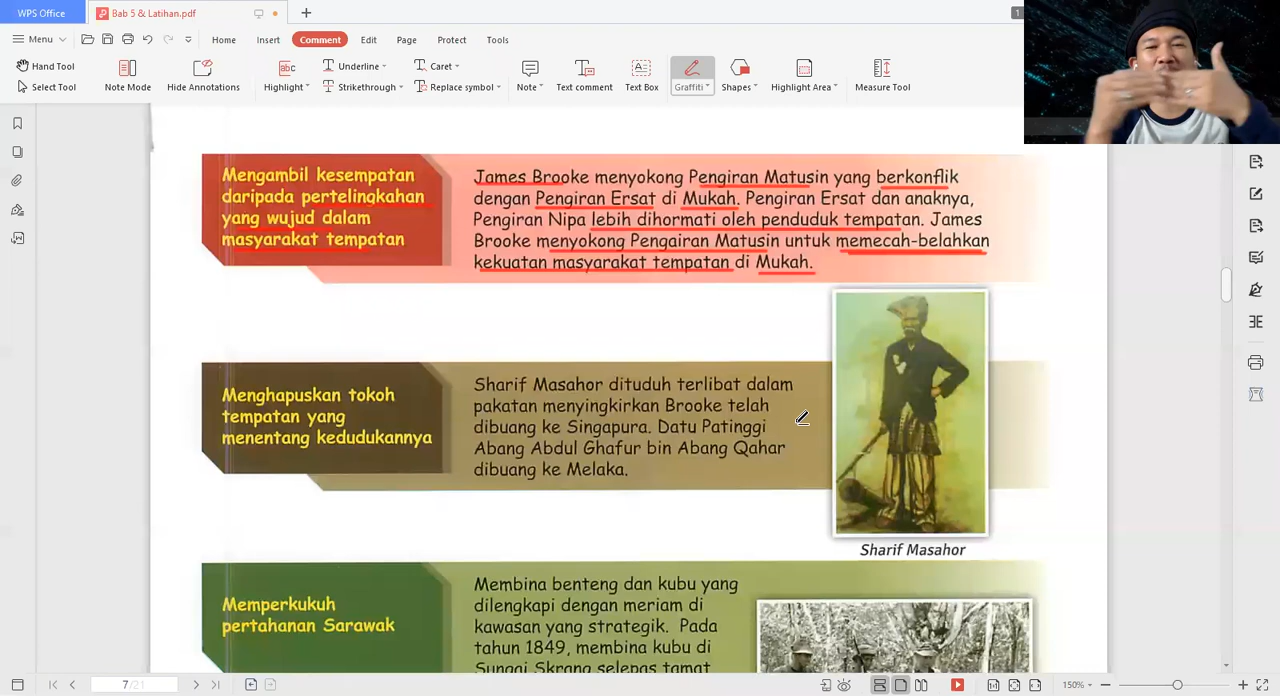 WPS Office
Bab 5 & Latihan.pdf
1
Menu
Home
Insert
Comment
Edit
Page
Protect
Tools
Hand Tool
Select Tool
Note Mode
Hide Annotations
Highlight
Underline
Strikethrough
Caret
Replace symbol
Note
Text comment
Text Box
Graffiti
Shapes
Highlight Area
Measure Tool
Mengambil kesempatan
daripada pertelingkahan
yang wujud dalam
masyarakat tempatan
James Brooke menyokong Pengiran Matusin yang berkonflik
dengan Pengiran Ersat di Mukah. Pengiran Ersat dan anaknya,
Pengiran Nipa lebih dihormati oleh penduduk tempatan. James
Brooke menyokong Pengairan Matusin untuk memecah-belahkan
kekuatan masyarakat tempatan di Mukah.
Menghapuskan tokoh
tempatan yang
menentang kedudukannya
Sharif Masahor dituduh terlibat dalam
pakatan menyingkirkan Brooke telah
dibuang ke Singapura. Datu Patinggi
Abang Abdul Ghafur bin Abang Qahar
dibuang ke Melaka.
Sharif Masahor
Memperkukuh
pertahanan Sarawak
Membina benteng dan kubu yang
dilengkapi dengan meriam di
kawasan yang strategik. Pada
tahun 1849, membina kubu di
Sungai Skrang selepas tamat
7/21
150%